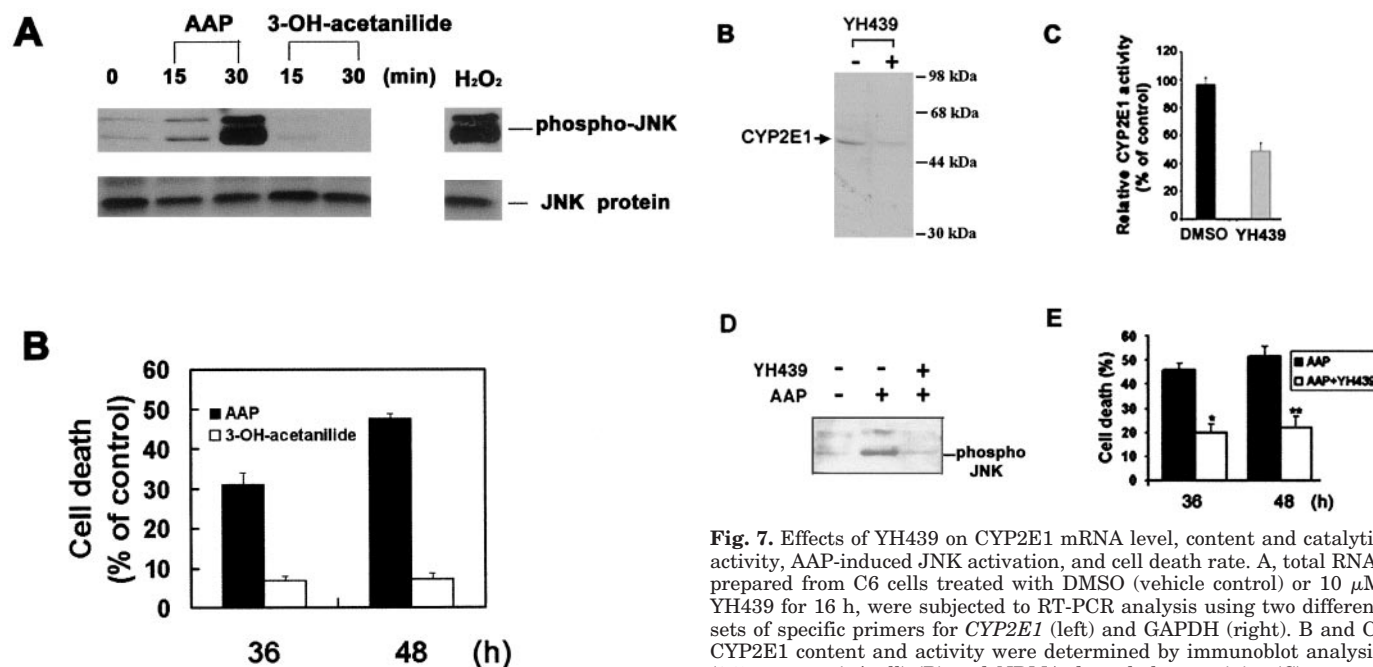 A
AAP 3-OH-acetanilide
0 15 30 15 30 (min) H₂O₂
phospho-JNK
JNK protein
B
Cell death
(% of control)
60
50
40
30
20
10
0
AAP
3-OH-acetanilide
36 48 (h)
B
YH439
- +
98 kDa
68 kDa
CYP2E1
44 kDa
30 kDa
C
Relative CYP2E1 activity
(% of control)
120
100
80
60
40
20
0
DMSO YH439
D
YH439 - - +
AAP - + +
phospho
JNK
E
Cell death (%)
60
50
40
30
20
10
0
AAP
AAP+YH439
*
**
36 48 (h)
Fig. 7. Effects of YH439 on CYP2E1 mRNA level, content and catalyti
activity, AAP-induced JNK activation, and cell death rate. A, total RNA
prepared from C6 cells treated with DMSO (vehicle control) or 10 μM
YH439 for 16 h, were subjected to RT-PCR analysis using two differen
sets of specific primers for CYP2E1 (left) and GAPDH (right). B and C
CYP2E1 content and activity were determined by immunoblot analysi